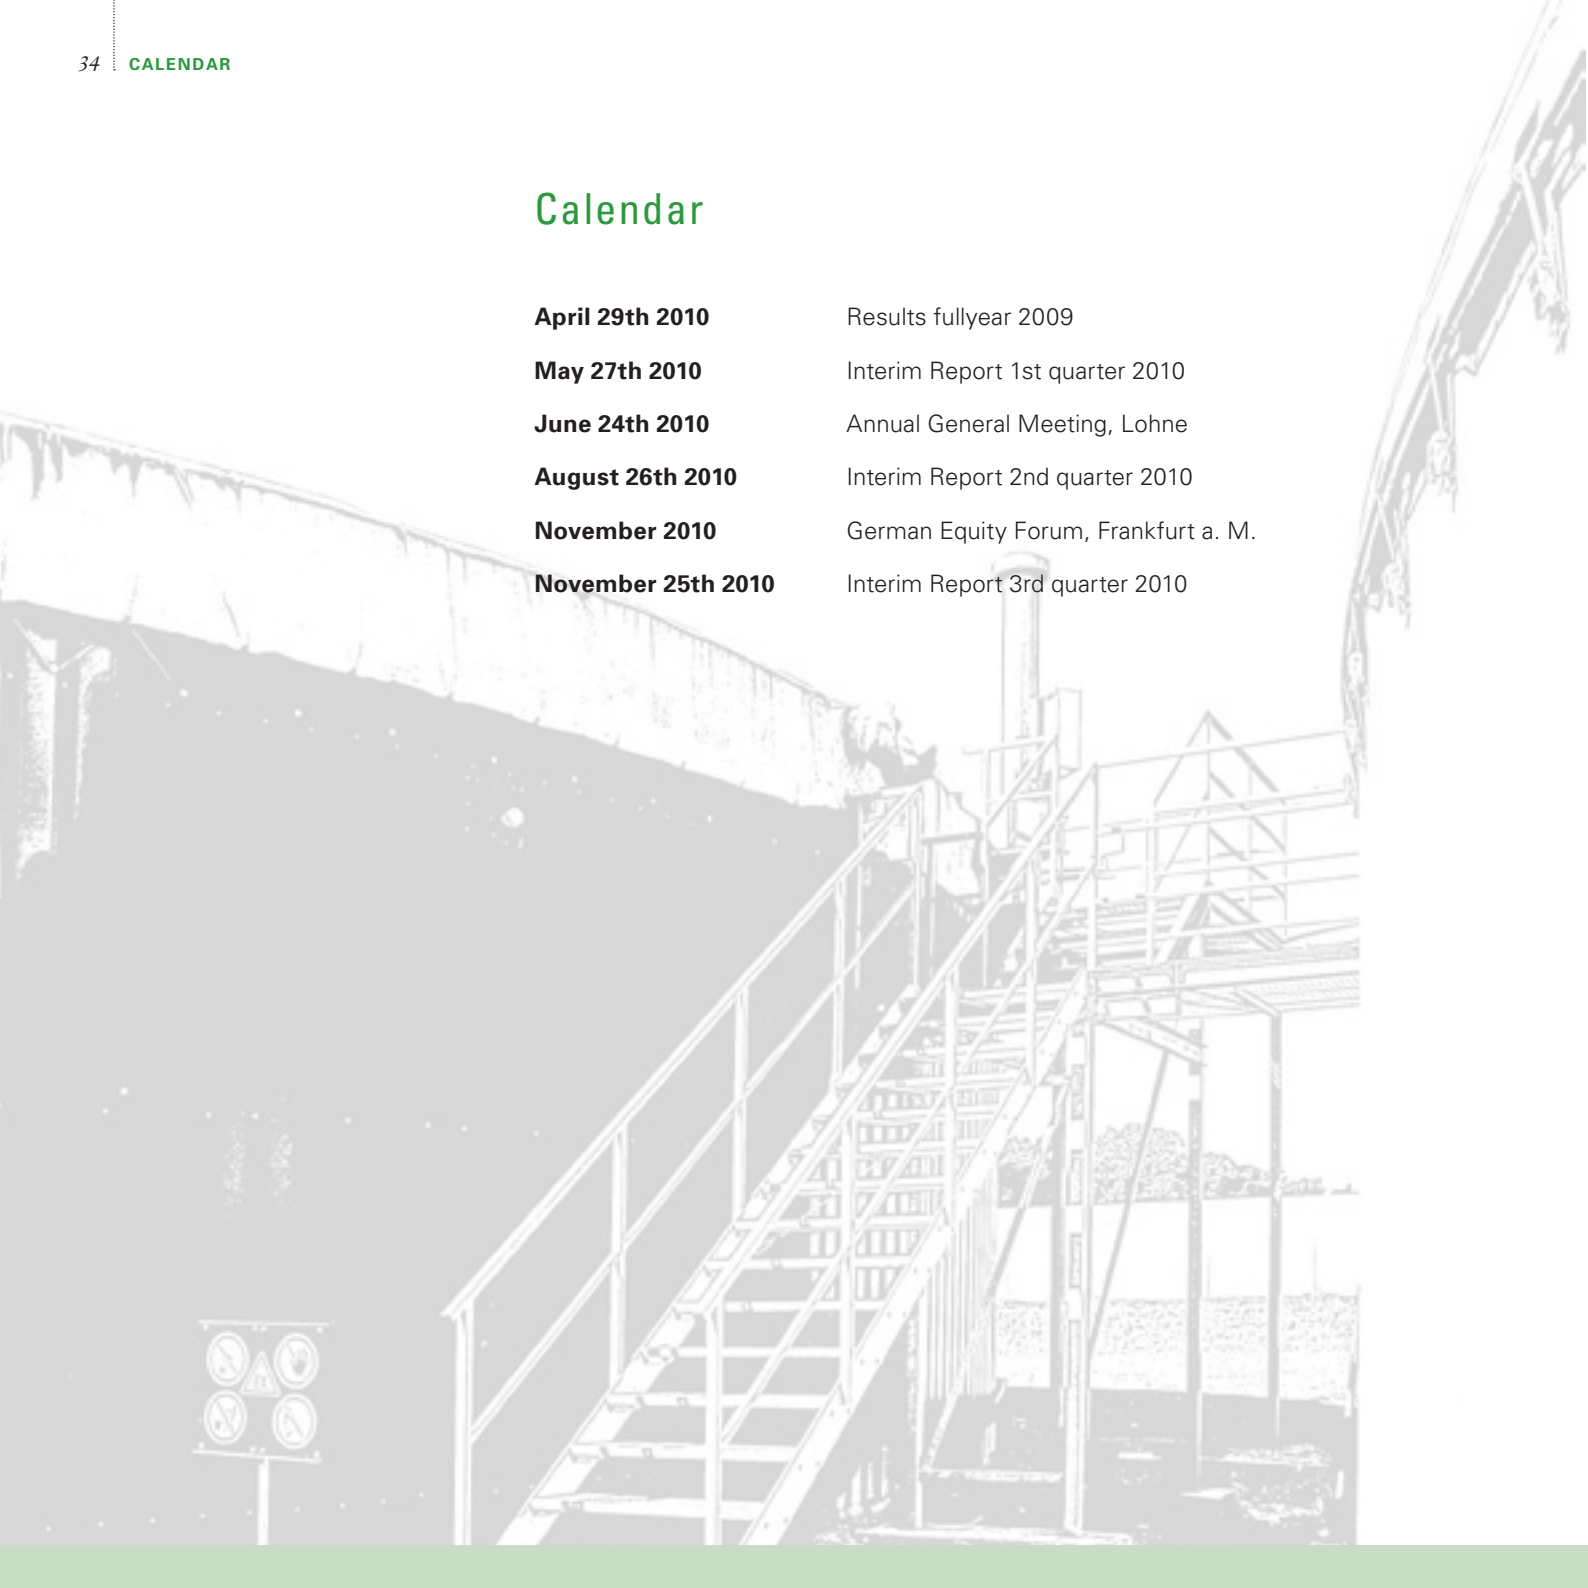 34 CALENDAR
Calendar
April 29th 2010 Results fullyear 2009
May 27th 2010 Interim Report 1st quarter 2010
June 24th 2010 Annual General Meeting, Lohne
August 26th 2010 Interim Report 2nd quarter 2010
November 2010 German Equity Forum, Frankfurt a. M.
November 25th 2010 Interim Report 3rd quarter 2010